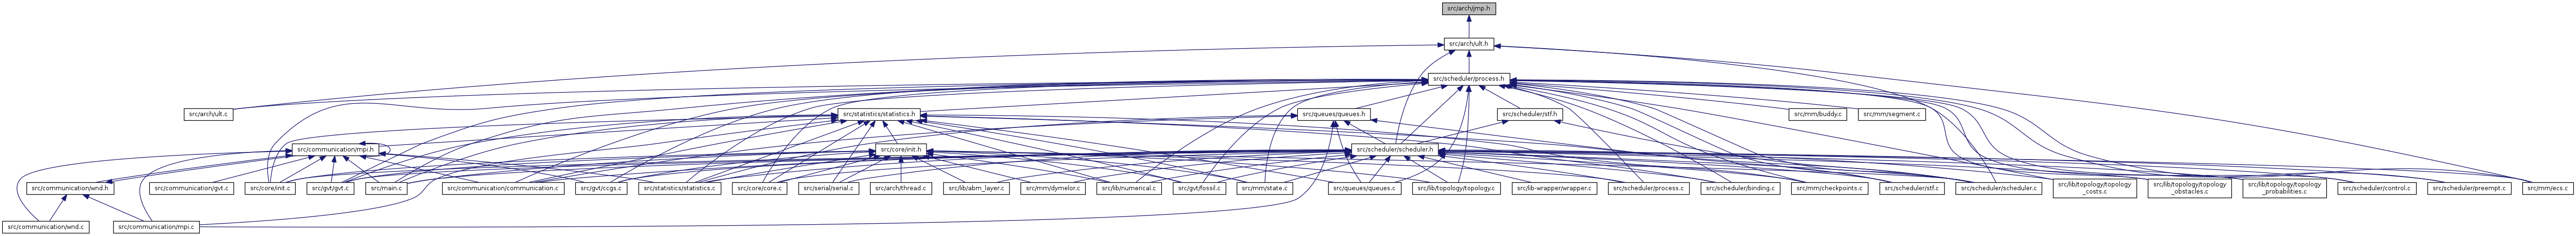 src/arch/jmp.h
src/arch/ult.h
src/scheduler/process.h
src/arch/ult.c
src/statistics/statistics.h
src/queues/queues.h
src/scheduler/stf.h
src/mm/buddy.c
src/mm/segment.c
src/communication/mpi.h
src/core/init.h
src/scheduler/scheduler.h
src/communication/wnd.h
src/communication/gvt.c
src/core/init.c
src/gvt/gvt.c
src/main.c
src/communication/communication.c
src/gvt/ccgs.c
src/statistics/statistics.c
src/core/core.c
src/serial/serial.c
src/arch/thread.c
src/lib/abm_layer.c
src/mm/dymelor.c
src/lib/numerical.c
src/gvt/fossil.c
src/mm/state.c
src/queues/queues.c
src/lib/topology/topology.c
src/lib-wrapper/wrapper.c
src/scheduler/process.c
src/scheduler/binding.c
src/mm/checkpoints.c
src/scheduler/stf.c
src/scheduler/scheduler.c
src/lib/topology/topology
_costs.c
src/lib/topology/topology
_obstacles.c
src/lib/topology/topology
_probabilities.c
src/scheduler/control.c
src/scheduler/preempt.c
src/mm/ecs.c
src/communication/wnd.c
src/communication/mpi.c